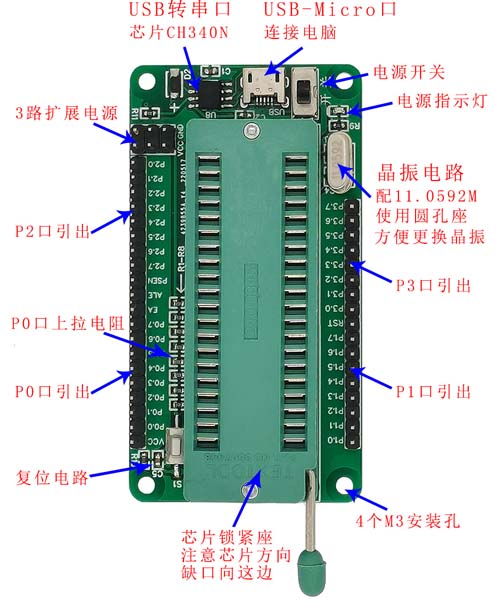 USB转串口
芯片CH340N
USB-Micro口
连接电脑
电源开关
电源指示灯
3路扩展电源
晶振电路
配11.0592M
使用圆孔座
方便更换晶振
P2口引出
P3口引出
P0口上拉电阻
P0口引出
P1口引出
复位电路
芯片锁紧座
注意芯片方向
缺口向这边
4个M3安装孔
D2
C1
U8
USB
R9
VCC GND
P2.0
P2.1
P2.2
P2.3
P2.4
P2.5
P2.6
P2.7
PSEN
ALE
EA
P0.7
P0.6
P0.3
P0.2
P0.1
P0.0
VCC
R1-R8
S1
P3.7
P3.5
P3.4
P3.3
P3.2
P3.1
P3.0
RST
P1.7
P1.6
P1.5
P1.4
P1.3
P1.2
P1.1
P1.0
TEXTOOL